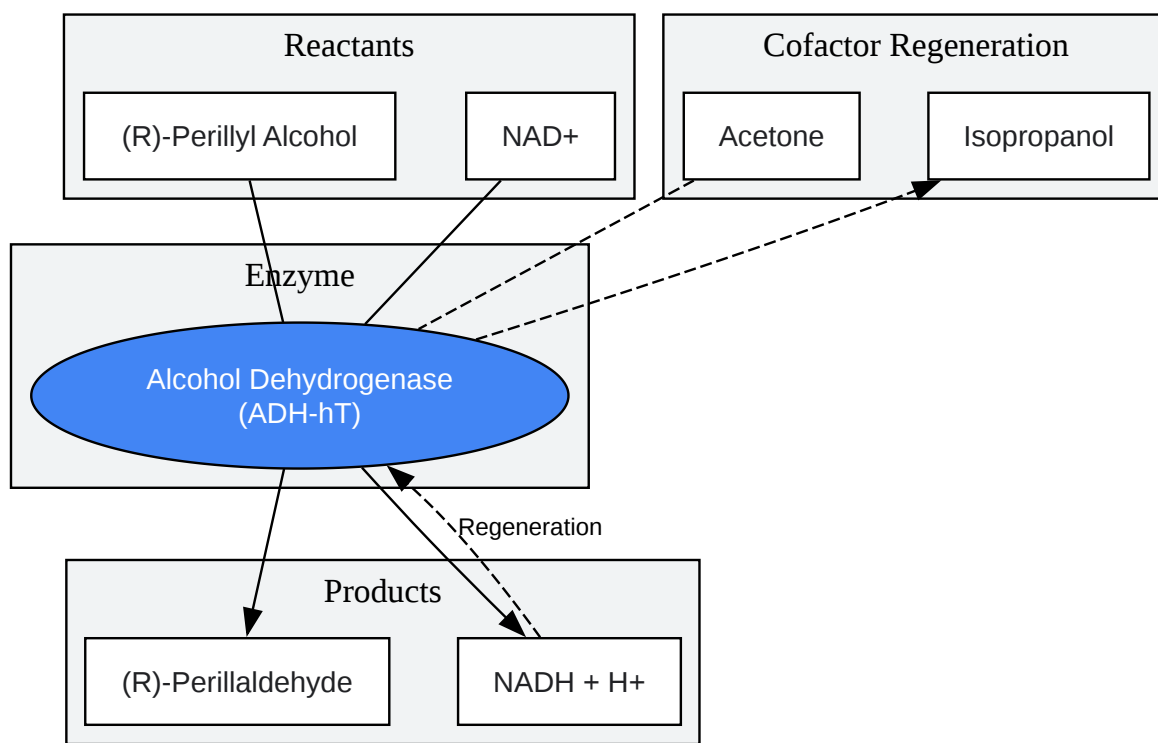 Reactants
Cofactor Regeneration
(R)-Perillyl Alcohol
NAD+
Acetone
Isopropanol
Enzyme
Alcohol Dehydrogenase
(ADH-hT)
Regeneration
Products
(R)-Perillaldehyde
NADH + H+